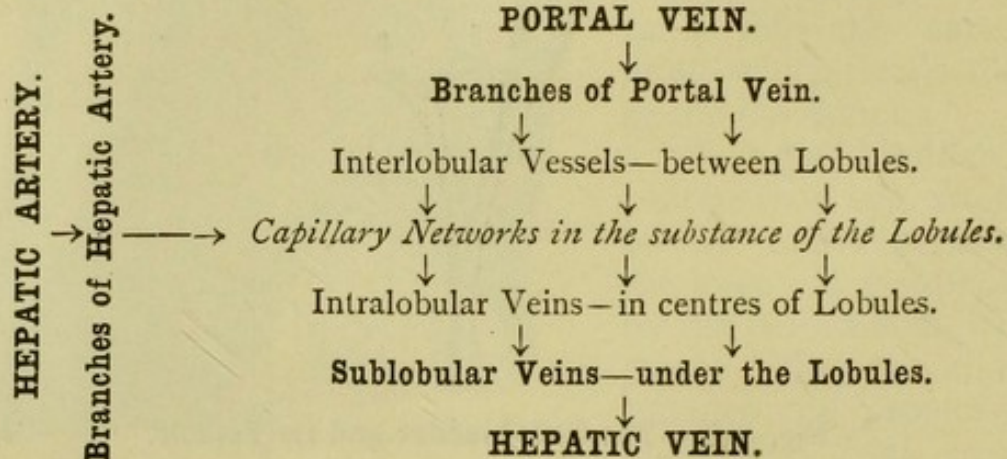 PORTAL VEIN.
Branches of Portal Vein.
Interlobular Vessels—between Lobules.
Capillary Networks in the substance of the Lobules.
Intralobular Veins—in centres of Lobules.
Sublobular Veins—under the Lobules.
HEPATIC VEIN.
HEPATIC ARTERY.
Branches of Hepatic Artery.